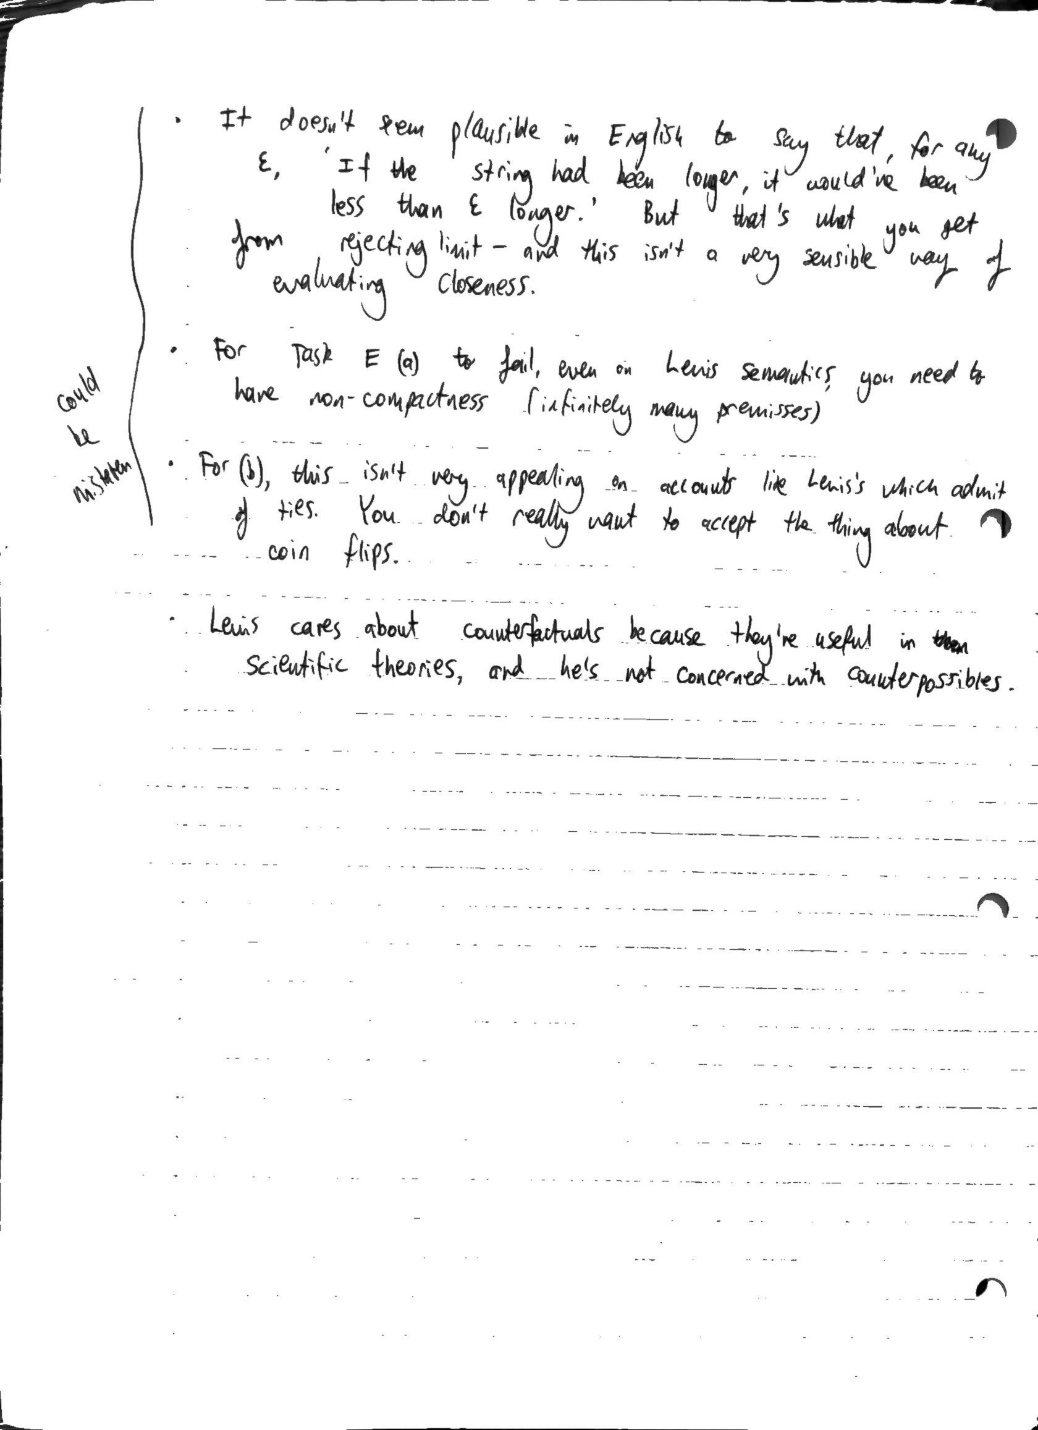 • It doesn't seem plausible in English to say that, for any
ε, 'If the string had been longer, it would've been
less than ε longer.' But that's what you get
from rejecting limit – and this isn't a very sensible way of
evaluating closeness.
• For Task E (a) to fail, even on Lewis semantics, you need to
have non-compactness (infinitely many premisses)
could
be
mistaken
• For (b), this isn't very appealing on accounts like Lewis's which admit
of ties. You don't really want to accept the thing about
coin flips.
• Lewis cares about counterfactuals because they're useful in
scientific theories, and he's not concerned with counterpossibles.